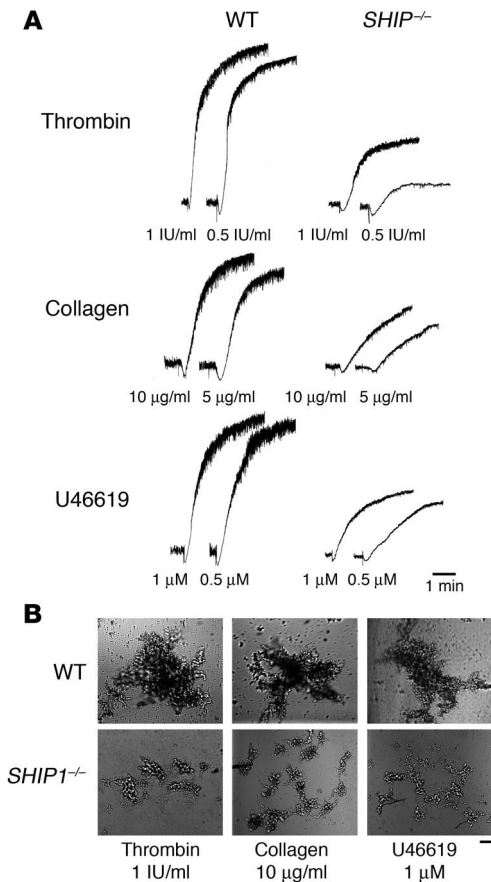 A
WT SHIP–/–
Thrombin
1 IU/ml 0.5 IU/ml 1 IU/ml 0.5 IU/ml
Collagen
10 μg/ml 5 μg/ml 10 μg/ml 5 μg/ml
U46619
1 μM 0.5 μM 1 μM 0.5 μM
1 min
B
WT
SHIP1–/–
Thrombin Collagen U46619
1 IU/ml 10 μg/ml 1 μM